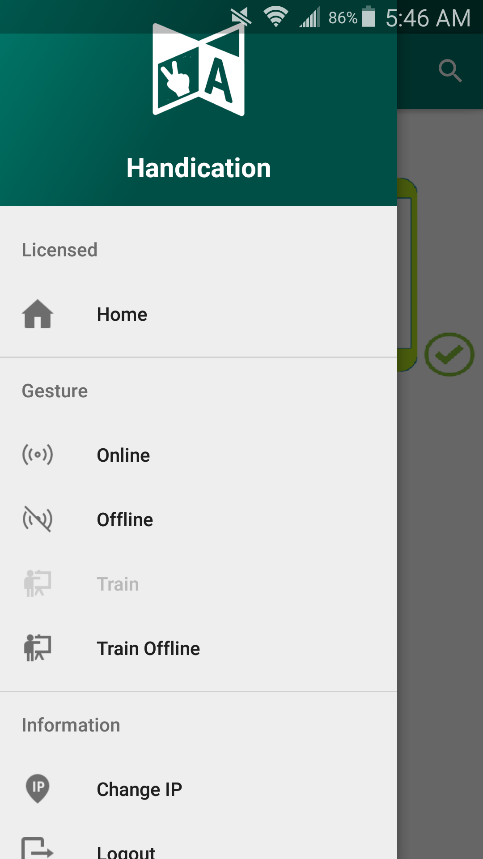 86% 5:46 AM
A
Handication
Licensed
Home
Gesture
Online
Offline
Train
Train Offline
Information
IP Change IP
Logout